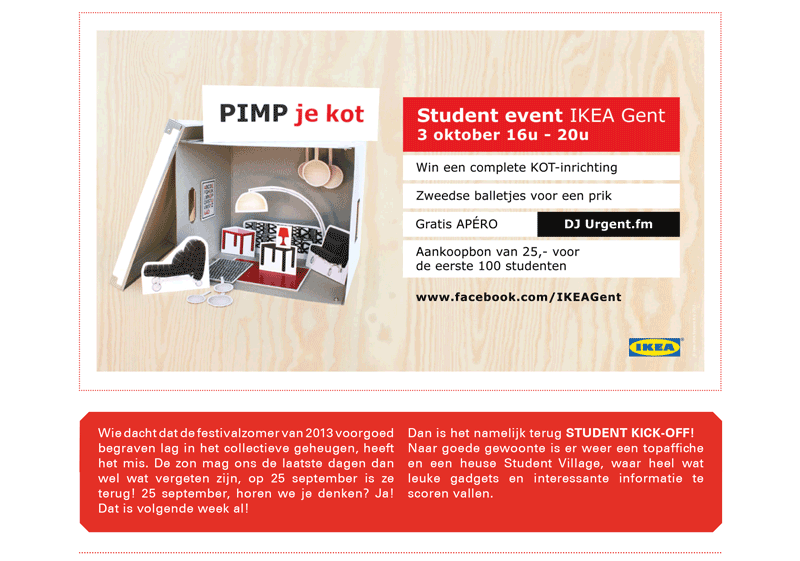 PIMP je kot
Student event IKEA Gent
3 oktober 16u - 20u
Win een complete KOT-inrichting
Zweedse balletjes voor een prik
Gratis APÉRO
DJ Urgent.fm
Aankoopbon van 25,- voor
de eerste 100 studenten
www.facebook.com/IKEAGent
IKEA
Wie dacht dat de festivalzomer van 2013 voorgoed
begraven lag in het collectieve geheugen, heeft
het mis. De zon mag ons de laatste dagen dan
wel wat vergeten zijn, op 25 september is ze
terug! 25 september, horen we je denken? Ja!
Dat is volgende week al!
Dan is het namelijk terug STUDENT KICK-OFF!
Naar goede gewoonte is er weer een topaffiche
en een heuse Student Village, waar heel wat
leuke gadgets en interessante informatie te
scoren vallen.